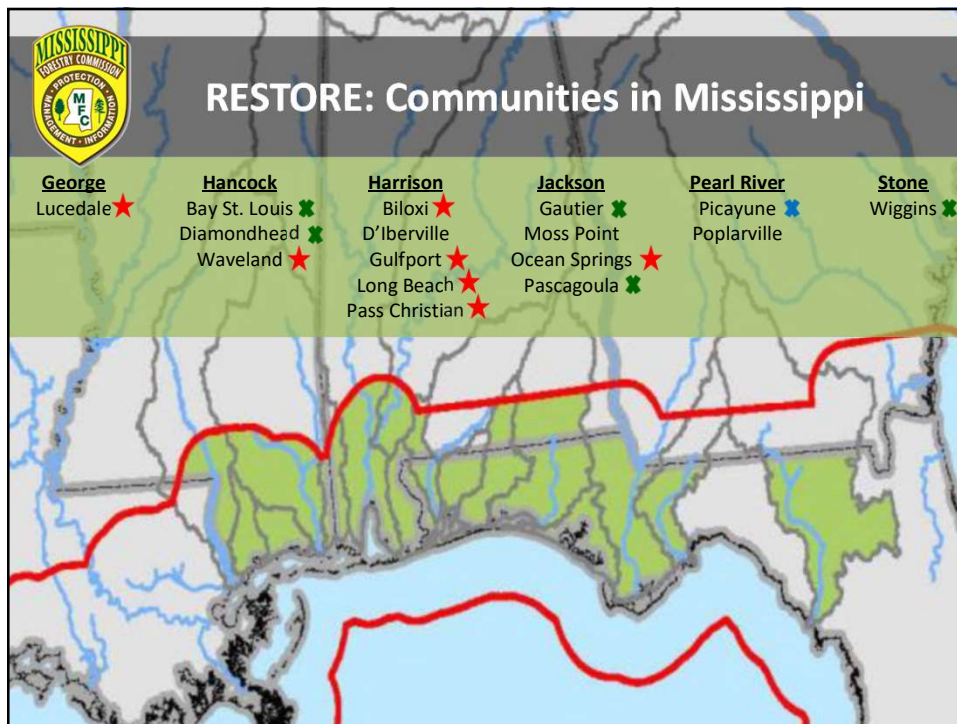 MISSISSIPPI
FORESTRY COMMISSION
PROTECTION
MANAGEMENT · INFORMATION
M
F C
RESTORE: Communities in Mississippi
George
Lucedale
Hancock
Bay St. Louis
Diamondhead
Waveland
Harrison
Biloxi
D’Iberville
Gulfport
Long Beach
Pass Christian
Jackson
Gautier
Moss Point
Ocean Springs
Pascagoula
Pearl River
Picayune
Poplarville
Stone
Wiggins